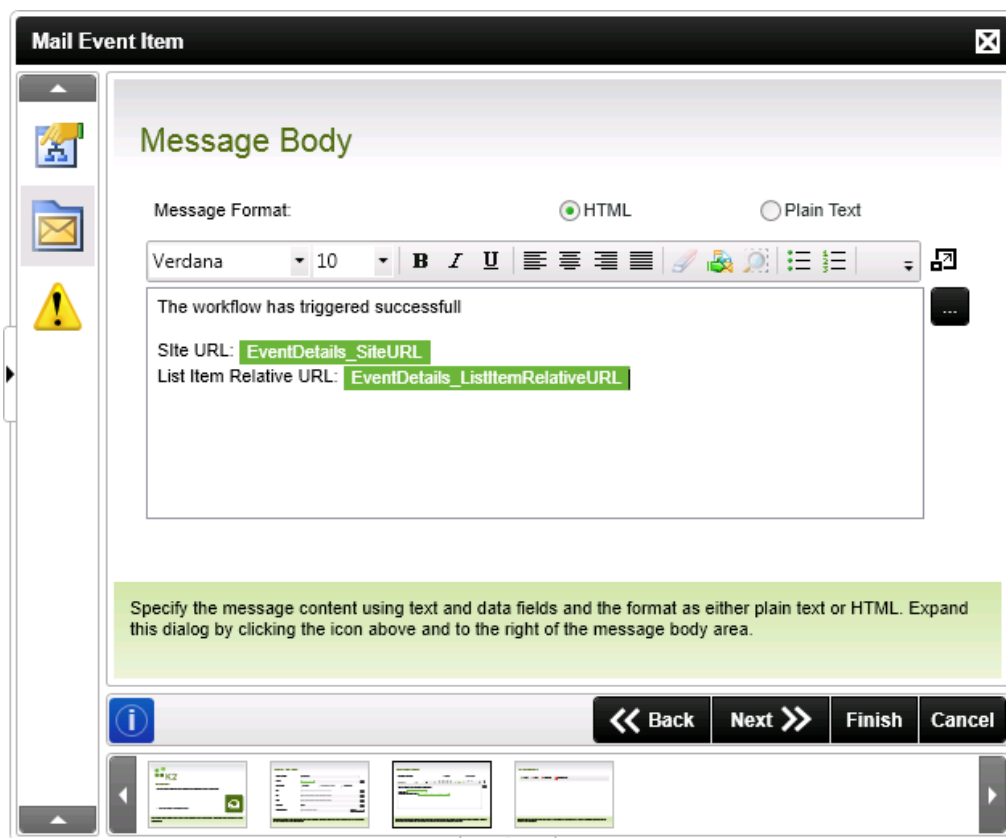 Mail Event Item
Message Body
Message Format: HTML Plain Text
Verdana 10 B I U
The workflow has triggered successfull
SIte URL: EventDetails_SiteURL
List Item Relative URL: EventDetails_ListItemRelativeURL
...
Specify the message content using text and data fields and the format as either plain text or HTML. Expand
this dialog by clicking the icon above and to the right of the message body area.
i
Back Next Finish Cancel
K2